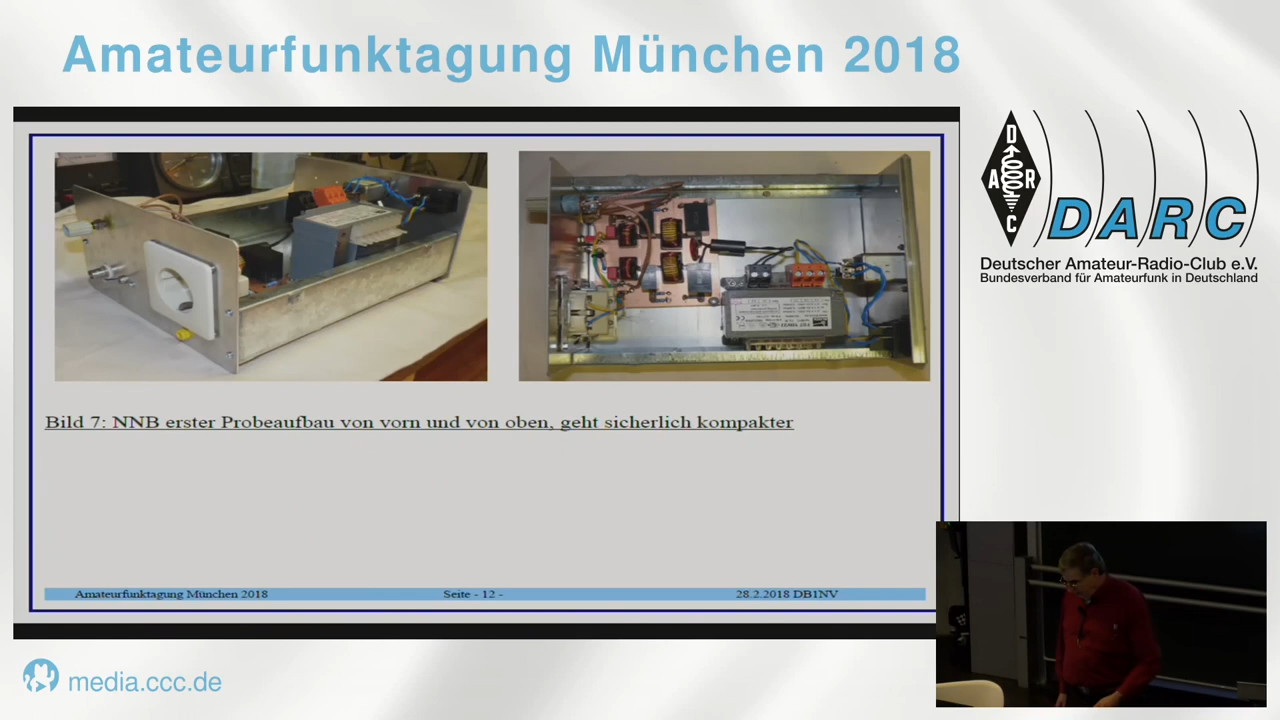 Amateurfunktagung München 2018
D
A R
C
DARC
Deutscher Amateur-Radio-Club e.V.
Bundesverband für Amateurfunk in Deutschland
Bild 7: NNB erster Probeaufbau von vorn und von oben, geht sicherlich kompakter
Amateurfunktagung München 2018 Seite - 12 - 28.2.2018 DB1NV
media.ccc.de